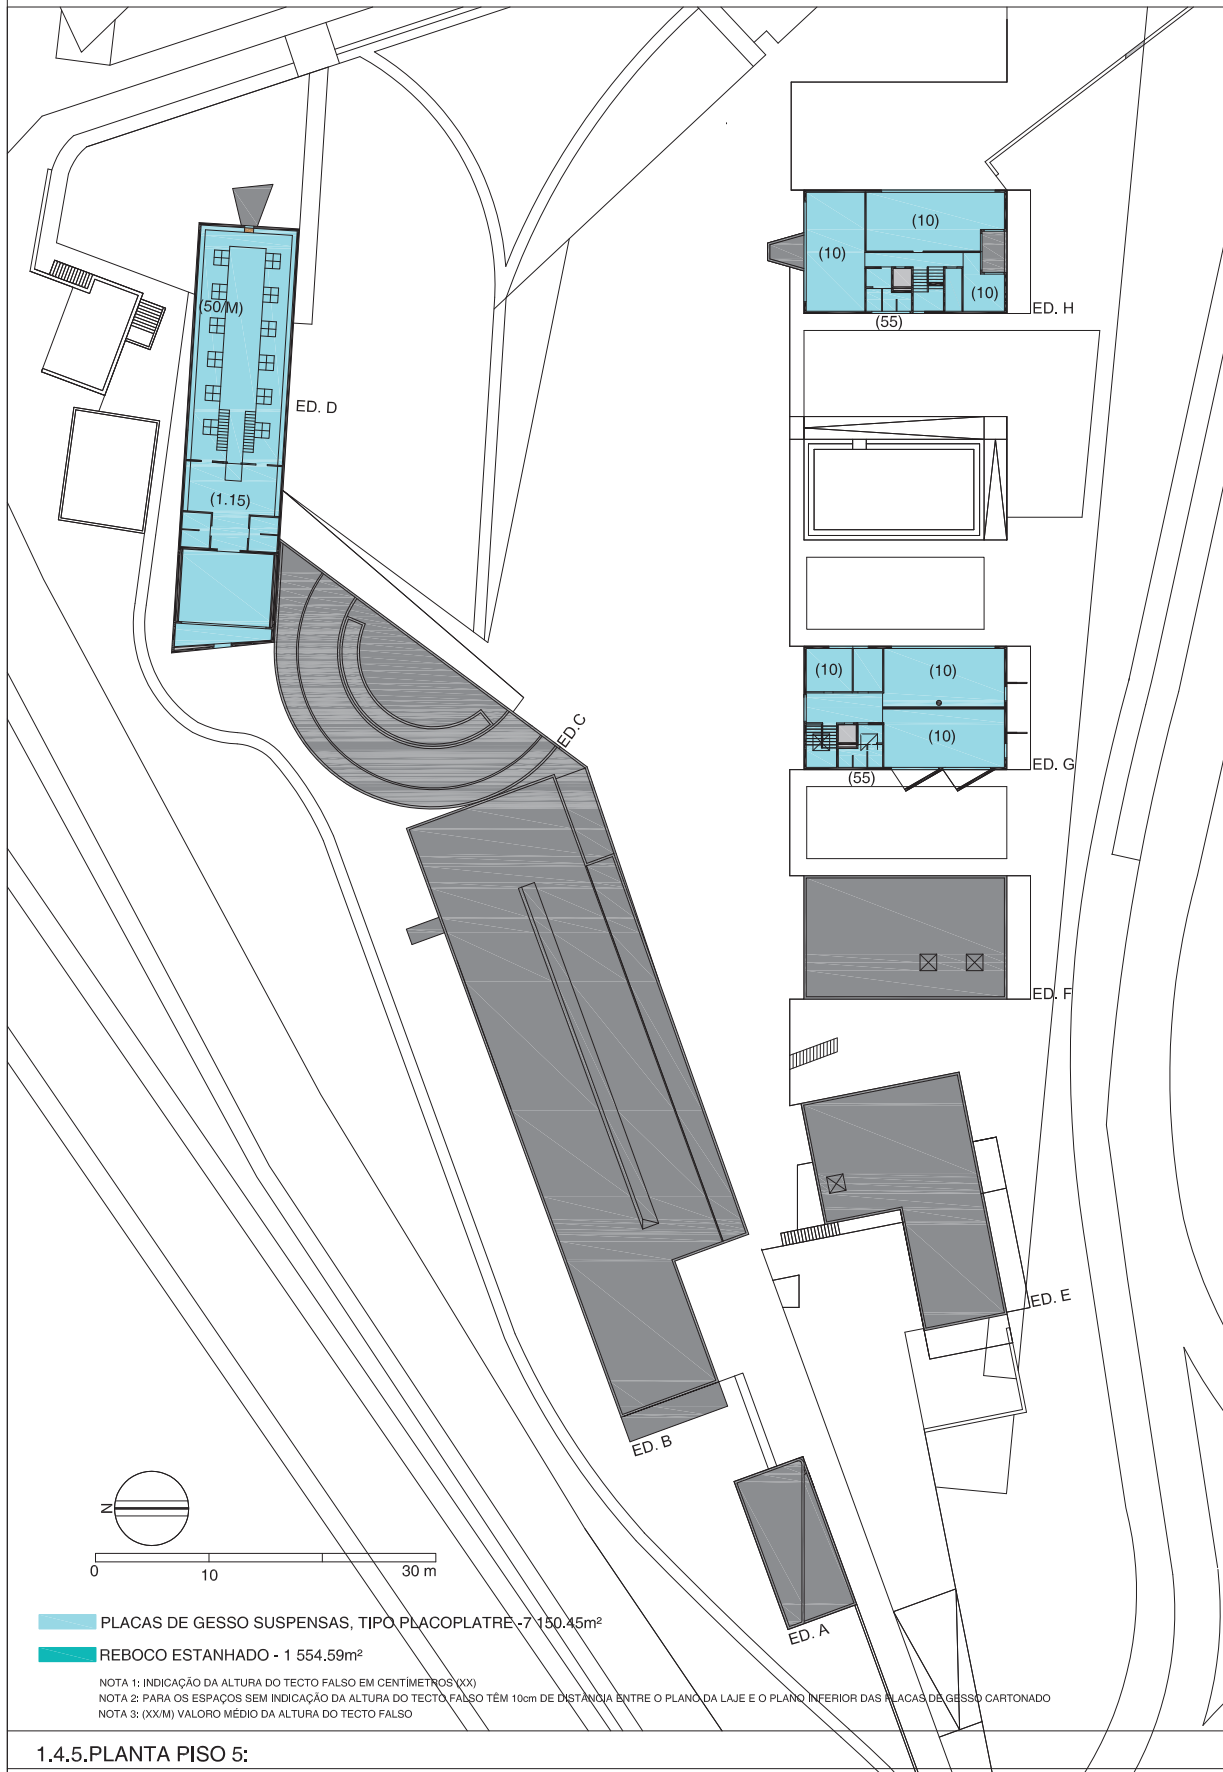 (10)
(10)
(10)
ED. H
(55)
(50/M)
ED. D
(1.15)
(10)
(10)
ED.C
(10)
ED. G
(55)
ED. F
ED. E
ED. B
N
0
10
30 m
PLACAS DE GESSO SUSPENSAS, TIPO PLACOPLATRE -7 150.45m²
ED. A
REBOCO ESTANHADO - 1 554.59m²
NOTA 1: INDICAÇÃO DA ALTURA DO TECTO FALSO EM CENTÍMETROS (XX)
NOTA 2: PARA OS ESPAÇOS SEM INDICAÇÃO DA ALTURA DO TECTO FALSO TÊM 10cm DE DISTÂNCIA ENTRE O PLANO DA LAJE E O PLANO INFERIOR DAS PLACAS DE GESSO CARTONADO
NOTA 3: (XX/M) VALORO MÉDIO DA ALTURA DO TECTO FALSO
1.4.5.PLANTA PISO 5: